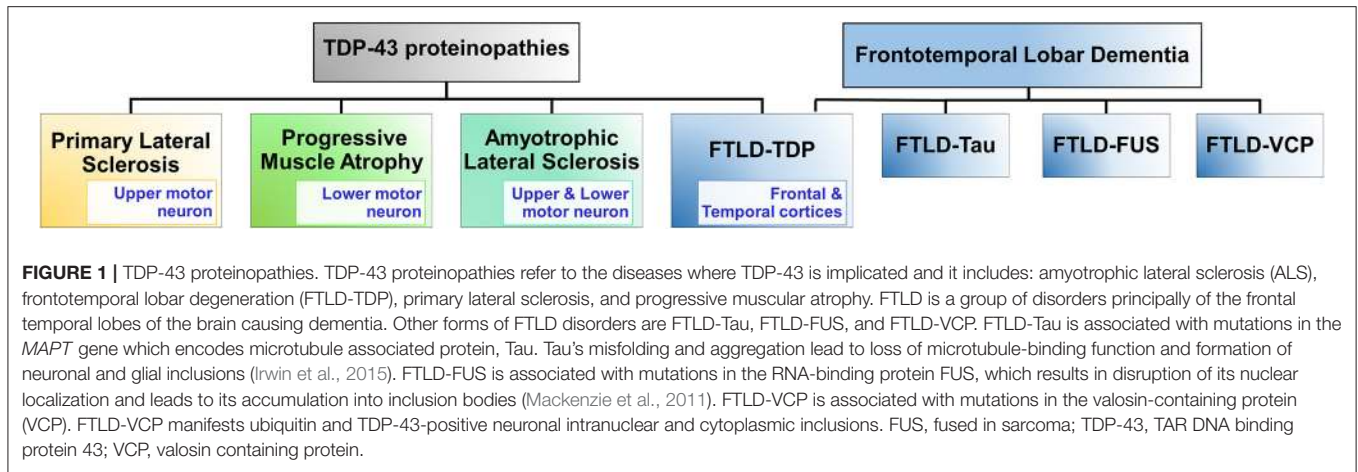 TDP-43 proteinopathies
Frontotemporal Lobar Dementia
Primary Lateral
Sclerosis
Upper motor
neuron
Progressive
Muscle Atrophy
Lower motor
neuron
Amyotrophic
Lateral Sclerosis
Upper & Lower
motor neuron
FTLD-TDP
Frontal &
Temporal cortices
FTLD-Tau
FTLD-FUS
FTLD-VCP
FIGURE 1 | TDP-43 proteinopathies. TDP-43 proteinopathies refer to the diseases where TDP-43 is implicated and it includes: amyotrophic lateral sclerosis (ALS),
frontotemporal lobar degeneration (FTLD-TDP), primary lateral sclerosis, and progressive muscular atrophy. FTLD is a group of disorders principally of the frontal
temporal lobes of the brain causing dementia. Other forms of FTLD disorders are FTLD-Tau, FTLD-FUS, and FTLD-VCP. FTLD-Tau is associated with mutations in the
MAPT gene which encodes microtubule associated protein, Tau. Tau's misfolding and aggregation lead to loss of microtubule-binding function and formation of
neuronal and glial inclusions (Irwin et al., 2015). FTLD-FUS is associated with mutations in the RNA-binding protein FUS, which results in disruption of its nuclear
localization and leads to its accumulation into inclusion bodies (Mackenzie et al., 2011). FTLD-VCP is associated with mutations in the valosin-containing protein
(VCP). FTLD-VCP manifests ubiquitin and TDP-43-positive neuronal intranuclear and cytoplasmic inclusions. FUS, fused in sarcoma; TDP-43, TAR DNA binding
protein 43; VCP, valosin containing protein.